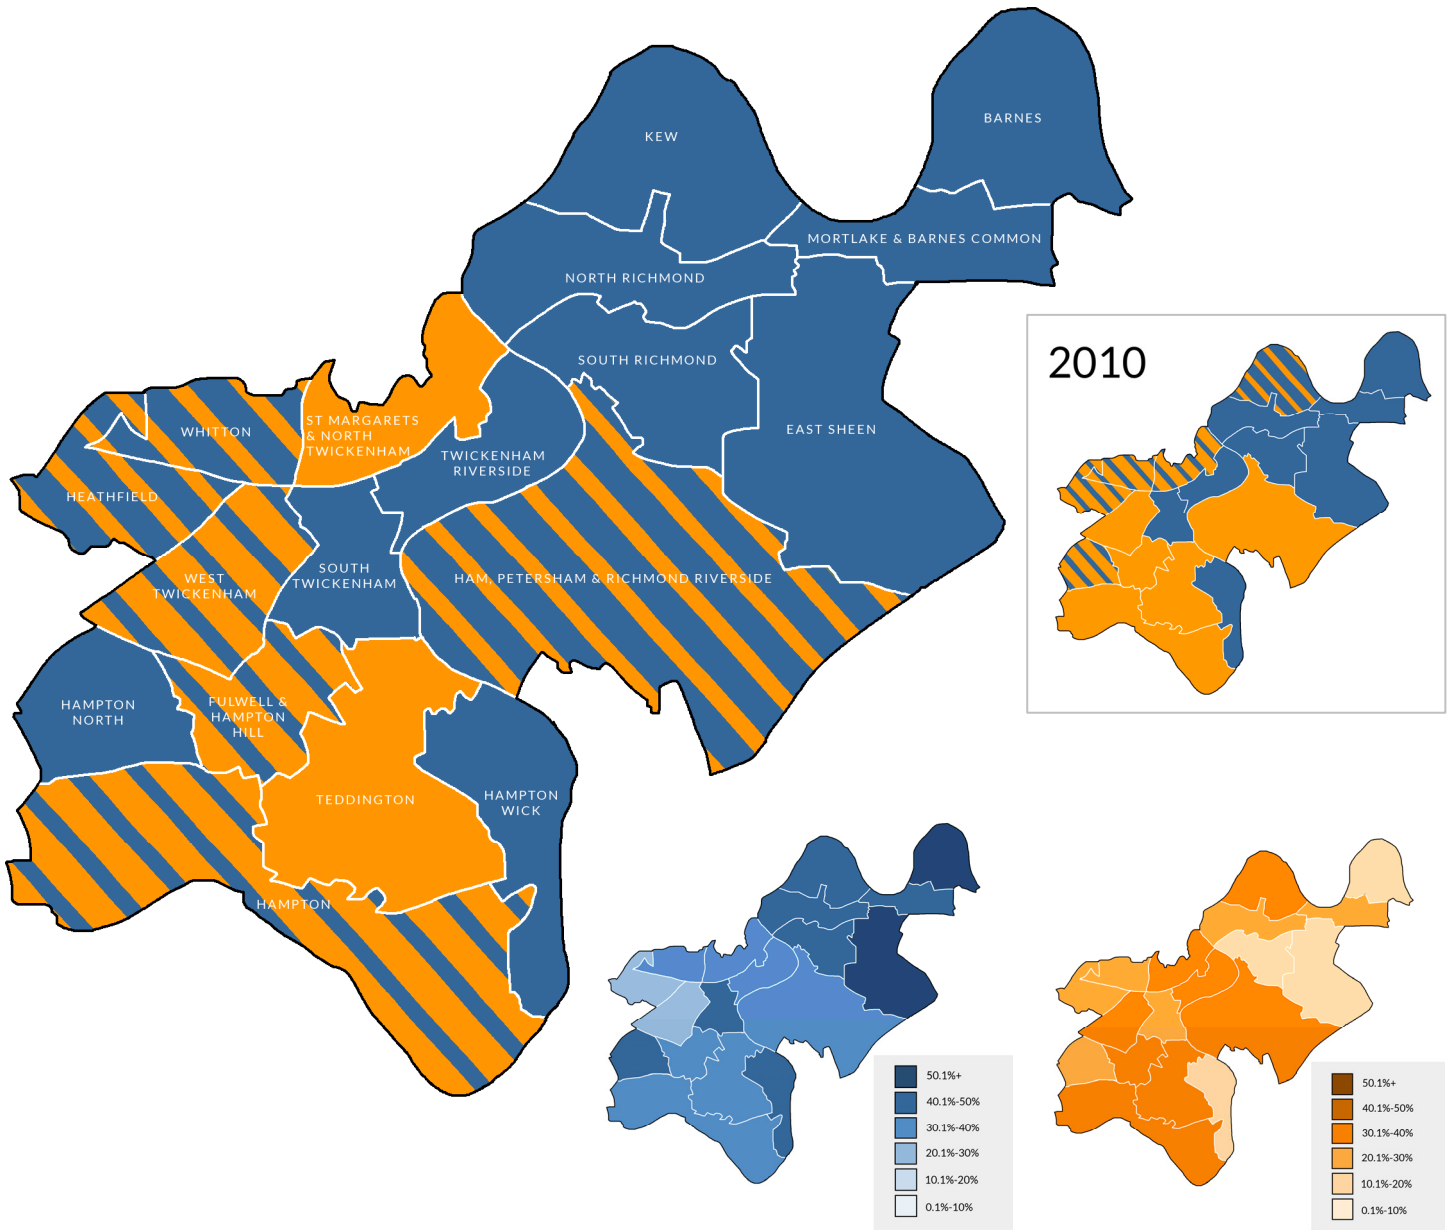 BARNES
KEW
MORTLAKE & BARNES COMMON
NORTH RICHMOND
SOUTH RICHMOND
2010
ST MARGARETS
& NORTH
TWICKENHAM
WHITTON
EAST SHEEN
TWICKENHAM
RIVERSIDE
HEATHFIELD
SOUTH
TWICKENHAM
WEST
TWICKENHAM
HAM, PETERSHAM & RICHMOND RIVERSIDE
HAMPTON
NORTH
FULWELL &
HAMPTON
HILL
TEDDINGTON
HAMPTON
WICK
HAMPTON
50.1%+
40.1%-50%
30.1%-40%
20.1%-30%
10.1%-20%
0.1%-10%
50.1%+
40.1%-50%
30.1%-40%
20.1%-30%
10.1%-20%
0.1%-10%